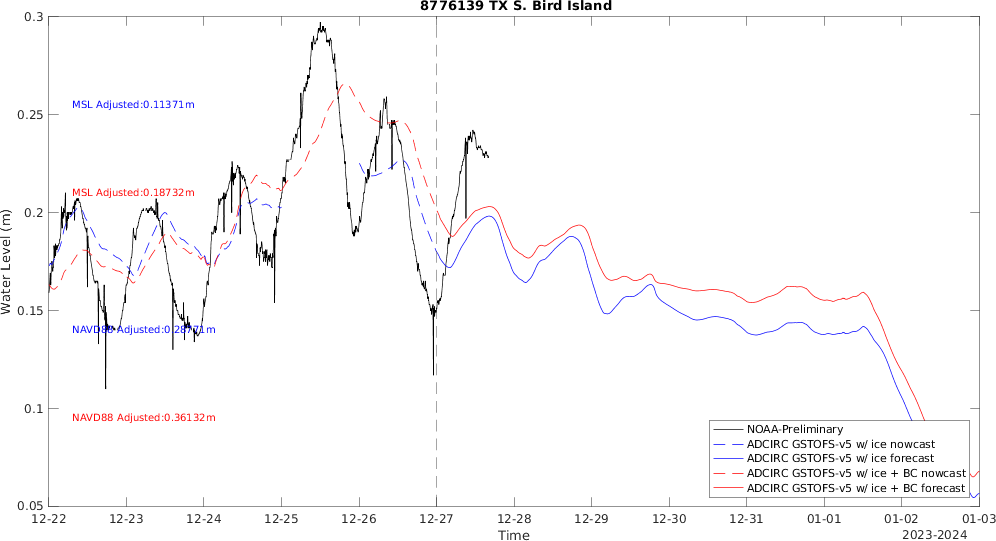 8776139 TX S. Bird Island
0.3
0.25
0.2
0.15
0.1
0.05
Water Level (m)
MSL Adjusted:0.11371m
MSL Adjusted:0.18732m
NAVD88 Adjusted:0.28771m
NAVD88 Adjusted:0.36132m
NOAA-Preliminary
ADCIRC GSTOFS-v5 w/ ice nowcast
ADCIRC GSTOFS-v5 w/ ice forecast
ADCIRC GSTOFS-v5 w/ ice + BC nowcast
ADCIRC GSTOFS-v5 w/ ice + BC forecast
12-22 12-23 12-24 12-25 12-26 12-27 12-28 12-29 12-30 12-31 01-01 01-02 01-03
Time
2023-2024